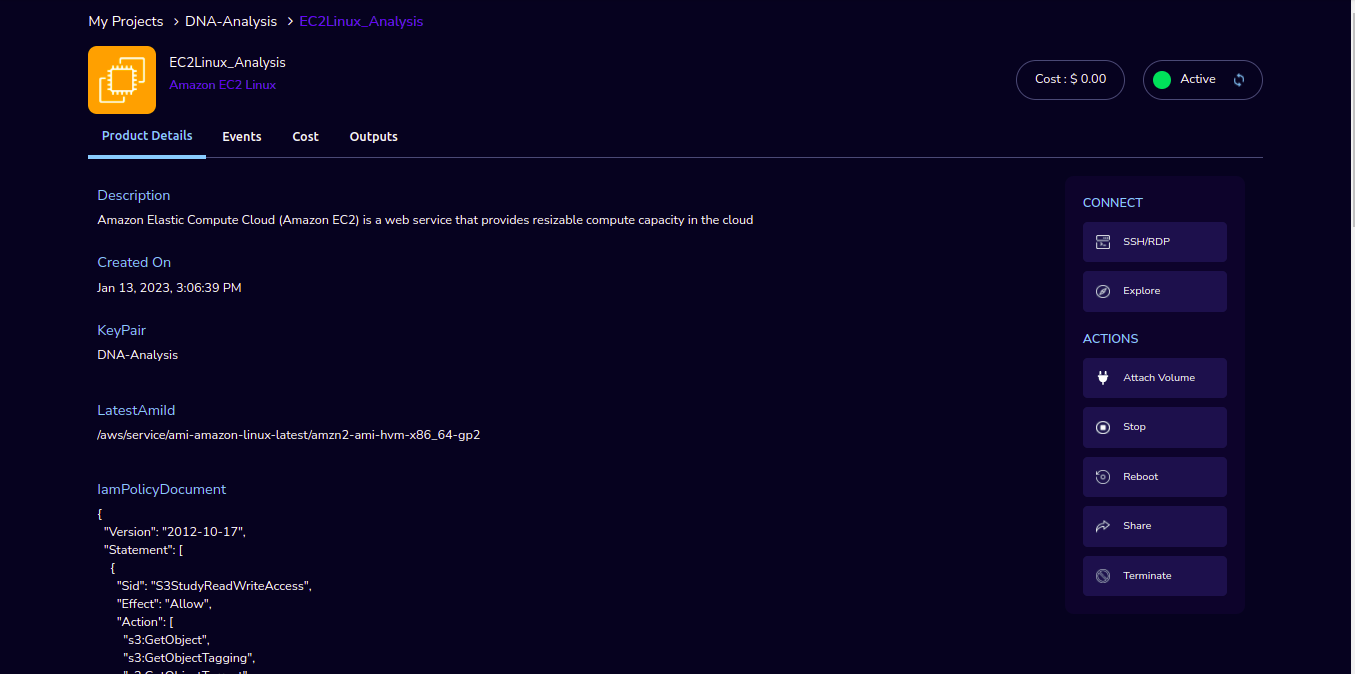 My Projects > DNA-Analysis > EC2Linux_Analysis
EC2Linux_Analysis
Amazon EC2 Linux
Cost : $ 0.00
Active
Product Details Events Cost Outputs
Description
Amazon Elastic Compute Cloud (Amazon EC2) is a web service that provides resizable compute capacity in the cloud
Created On
Jan 13, 2023, 3:06:39 PM
KeyPair
DNA-Analysis
LatestAmiId
/aws/service/ami-amazon-linux-latest/amzn2-ami-hvm-x86_64-gp2
IamPolicyDocument
{
"Version": "2012-10-17",
"Statement": [
{
"Sid": "S3StudyReadWriteAccess",
"Effect": "Allow",
"Action": [
"s3:GetObject",
"s3:GetObjectTagging",
CONNECT
SSH/RDP
Explore
ACTIONS
Attach Volume
Stop
Reboot
Share
Terminate